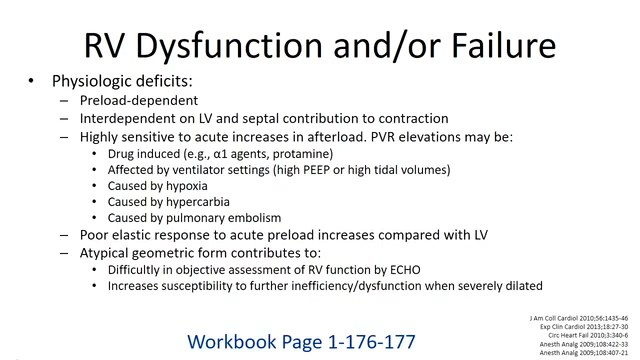 RV Dysfunction and/or Failure
• Physiologic deficits:
– Preload-dependent
– Interdependent on LV and septal contribution to contraction
– Highly sensitive to acute increases in afterload. PVR elevations may be:
• Drug induced (e.g., α1 agents, protamine)
• Affected by ventilator settings (high PEEP or high tidal volumes)
• Caused by hypoxia
• Caused by hypercarbia
• Caused by pulmonary embolism
– Poor elastic response to acute preload increases compared with LV
– Atypical geometric form contributes to:
• Difficultly in objective assessment of RV function by ECHO
• Increases susceptibility to further inefficiency/dysfunction when severely dilated
Workbook Page 1-176-177
J Am Coll Cardiol 2010;56:1435-46
Exp Clin Cardiol 2013;18:27-30
Circ Heart Fail 2010;3:340-6
Anesth Analg 2009;108:422-33
Anesth Analg 2009;108:407-21